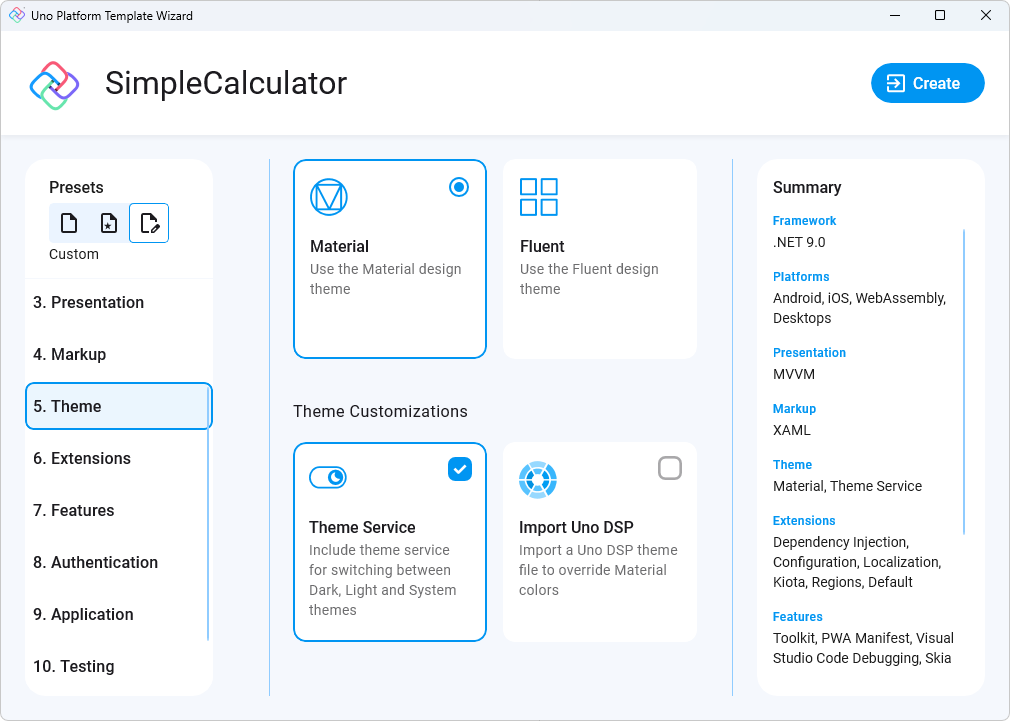 Uno Platform Template Wizard
SimpleCalculator
Create
Presets
Custom
3. Presentation
4. Markup
5. Theme
6. Extensions
7. Features
8. Authentication
9. Application
10. Testing
Material
Use the Material design
theme
Fluent
Use the Fluent design
theme
Theme Customizations
Theme Service
Include theme service
for switching between
Dark, Light and System
themes
Import Uno DSP
Import a Uno DSP theme
file to override Material
colors
Summary
Framework
.NET 9.0
Platforms
Android, iOS, WebAssembly,
Desktops
Presentation
MVVM
Markup
XAML
Theme
Material, Theme Service
Extensions
Dependency Injection,
Configuration, Localization,
Kiota, Regions, Default
Features
Toolkit, PWA Manifest, Visual
Studio Code Debugging, Skia